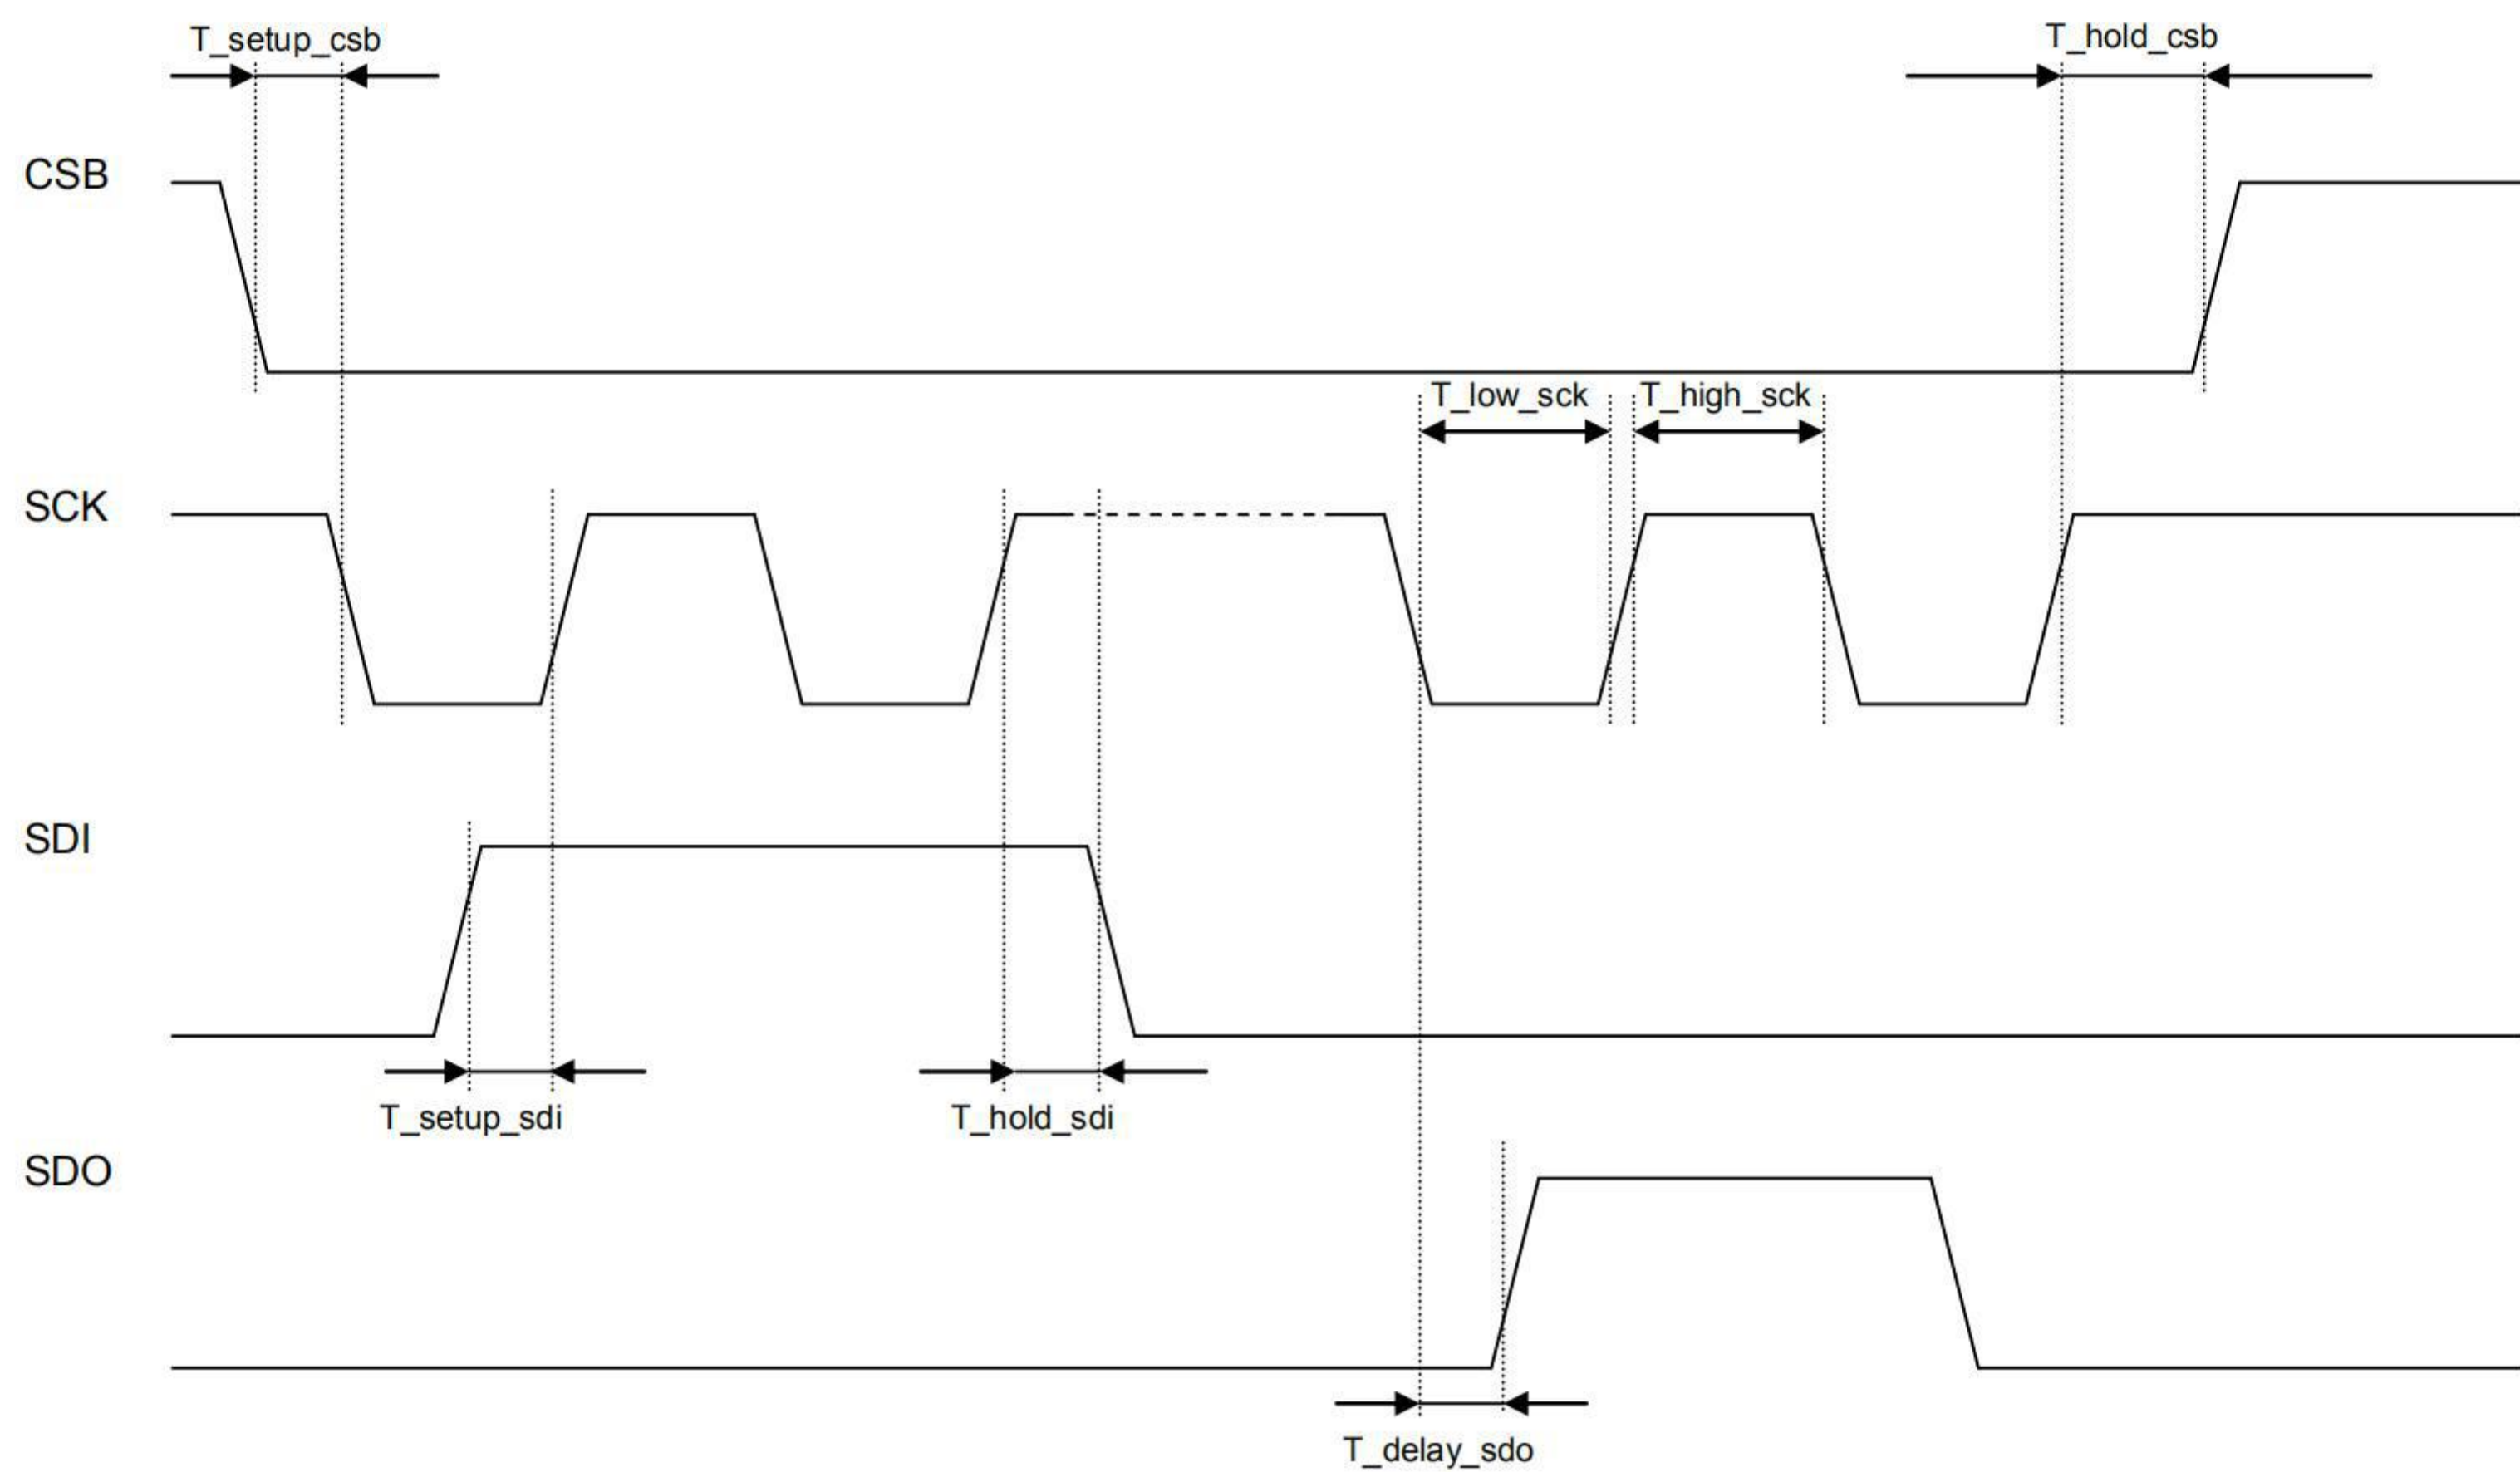 T_setup_csb
T_hold_csb
CSB
T_low_sck
T_high_sck
SCK
SDI
T_setup_sdi
T_hold_sdi
SDO
T_delay_sdo